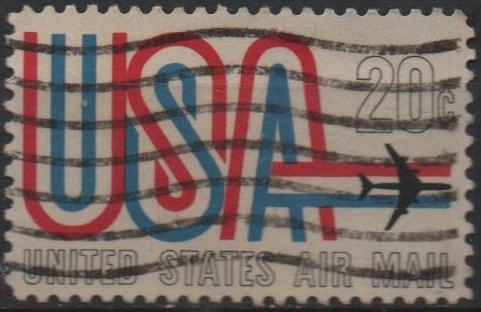 USA
20c
UNITED STATES AIR MAIL